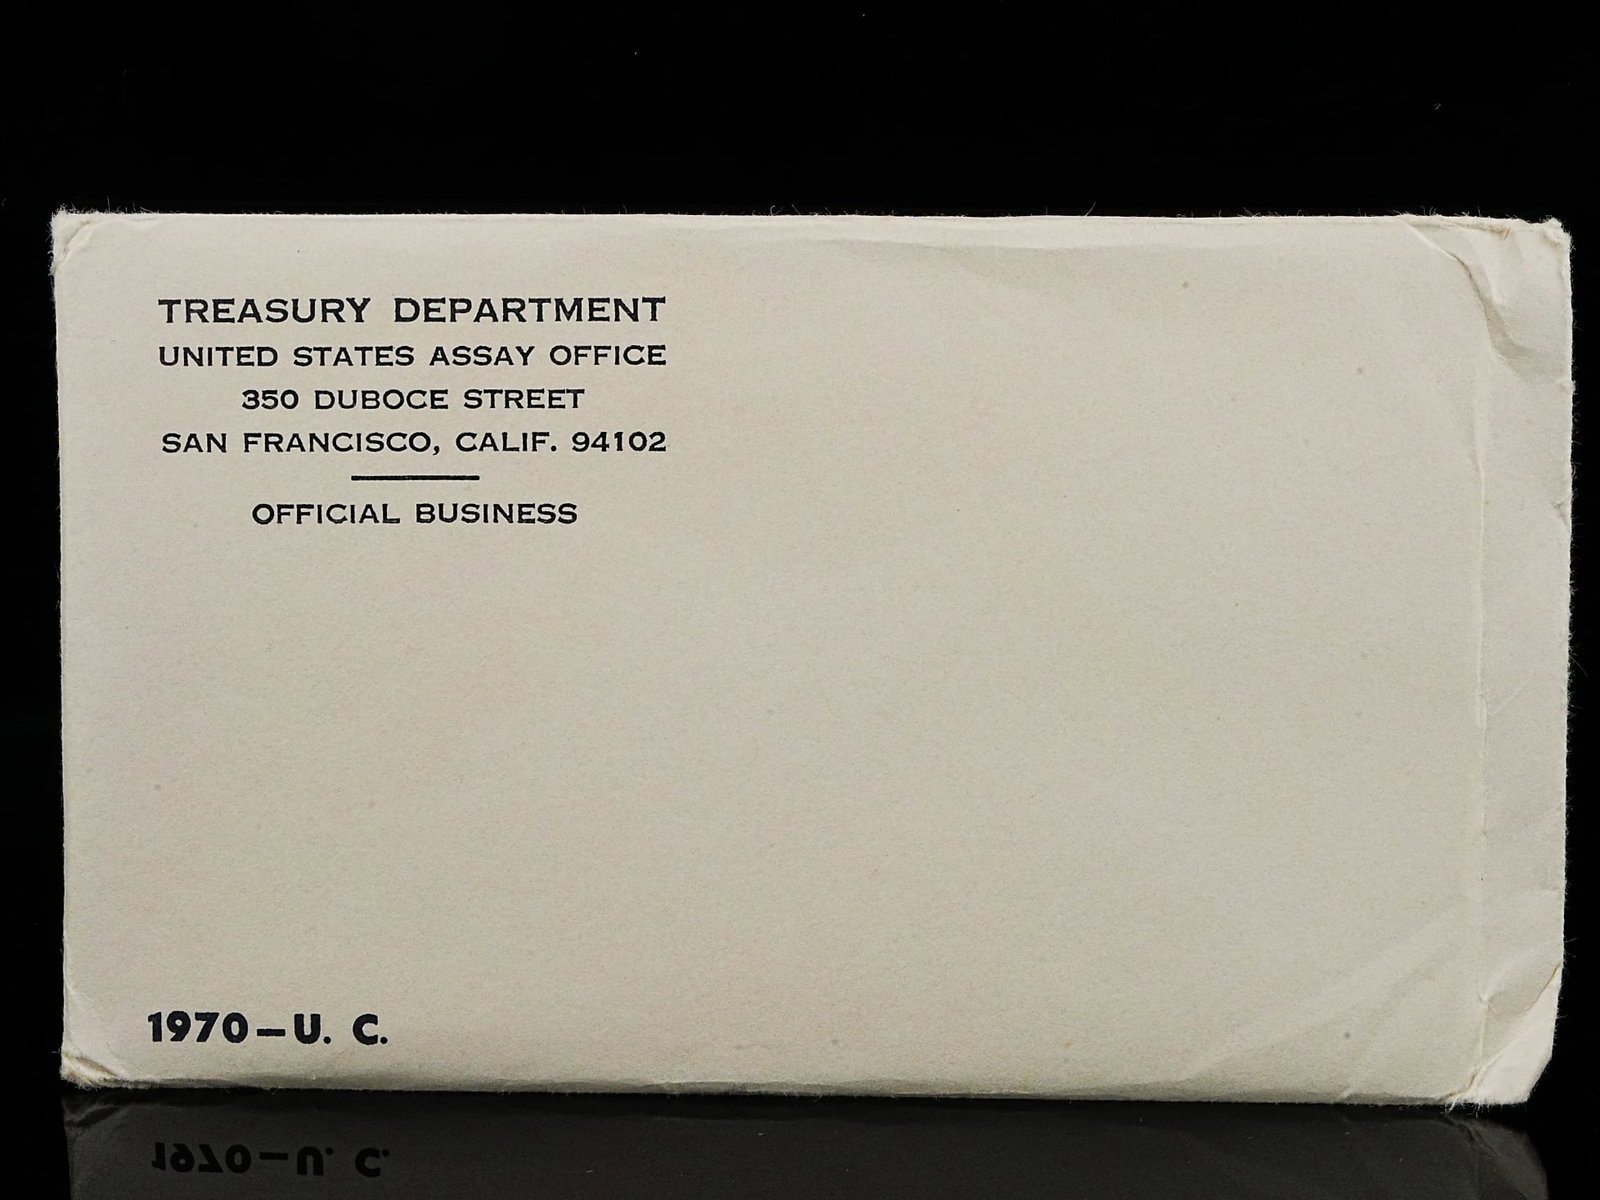 TREASURY DEPARTMENT
UNITED STATES ASSAY OFFICE
350 DUBOCE STREET
SAN FRANCISCO, CALIF. 94102
OFFICIAL BUSINESS
1970—U. C.